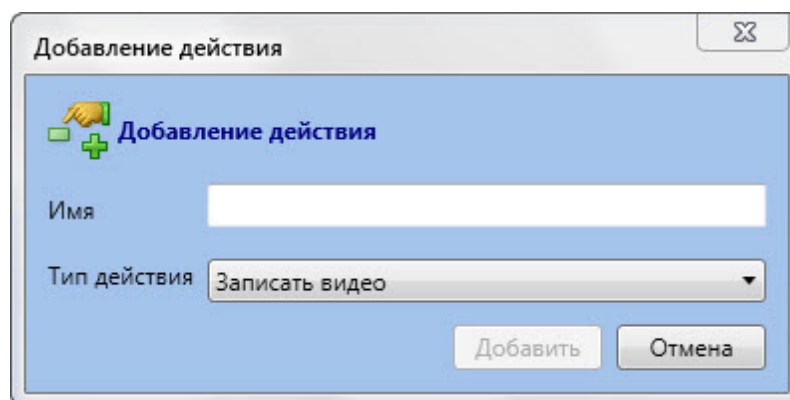 Добавление действия
Добавление действия
Имя
Тип действия Записать видео
Добавить Отмена